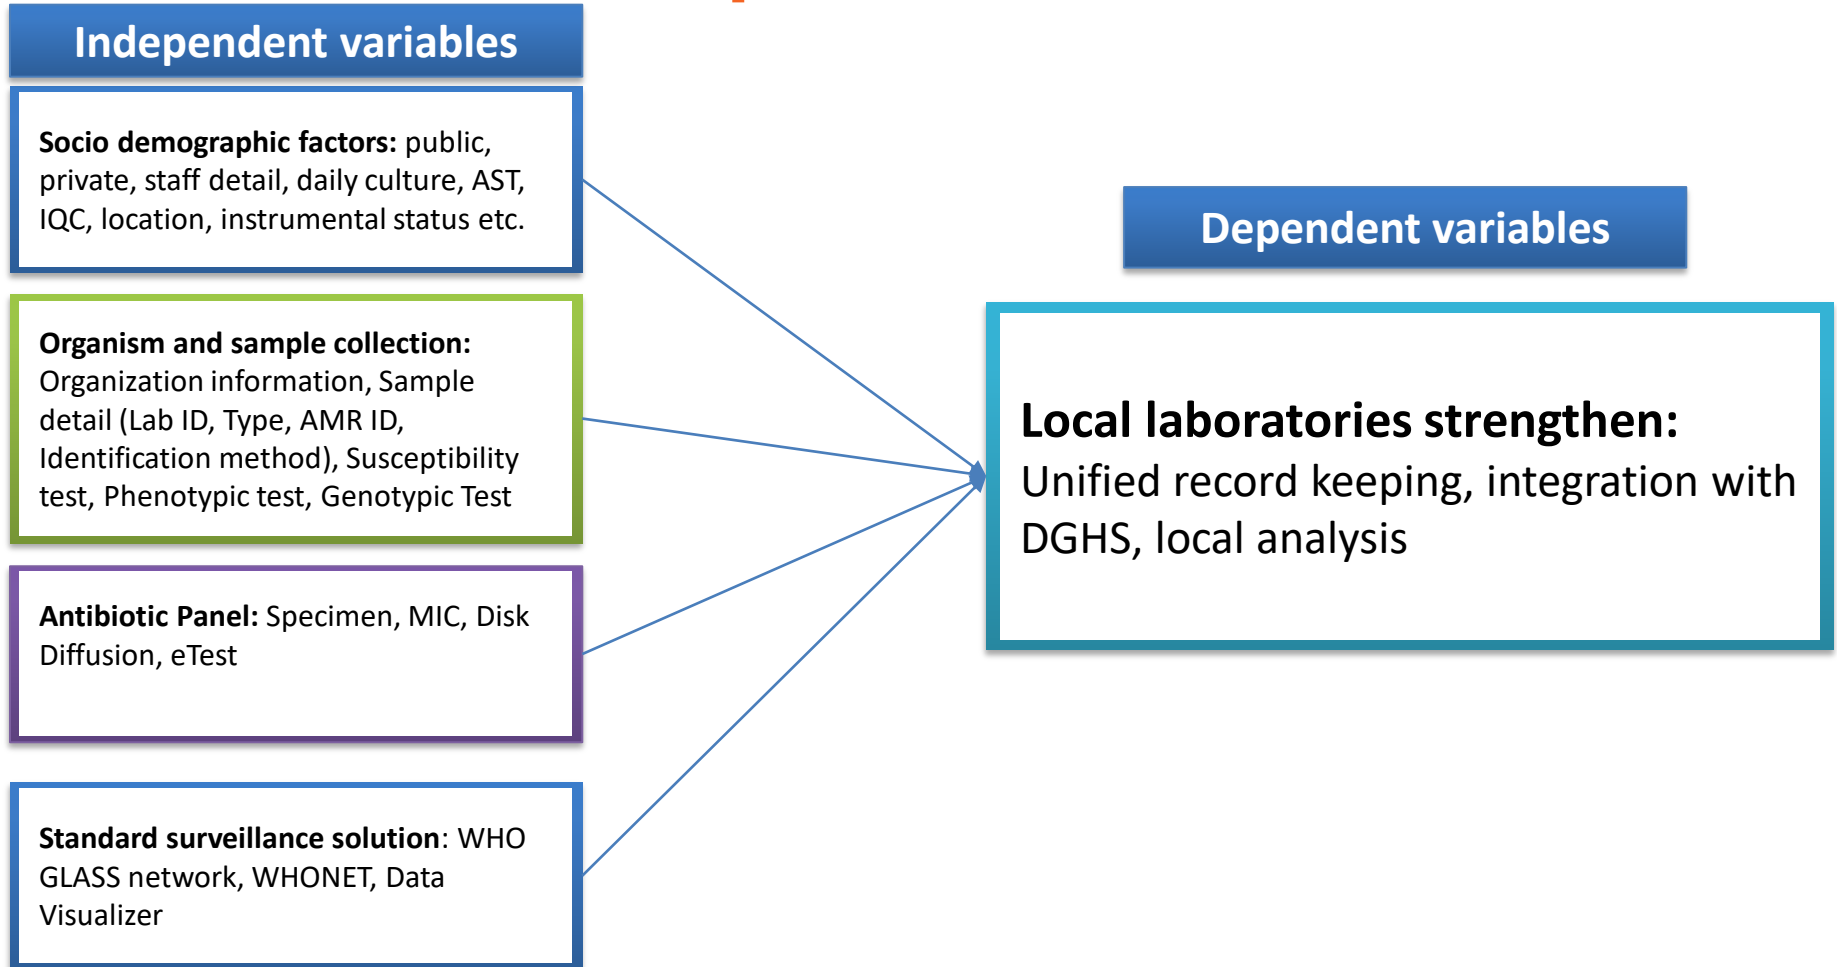 Independent variables
Socio demographic factors: public,
private, staff detail, daily culture, AST,
IQC, location, instrumental status etc.
Organism and sample collection:
Organization information, Sample
detail (Lab ID, Type, AMR ID,
Identification method), Susceptibility
test, Phenotypic test, Genotypic Test
Antibiotic Panel: Specimen, MIC, Disk
Diffusion, eTest
Standard surveillance solution: WHO
GLASS network, WHONET, Data
Visualizer
Dependent variables
Local laboratories strengthen:
Unified record keeping, integration with
DGHS, local analysis